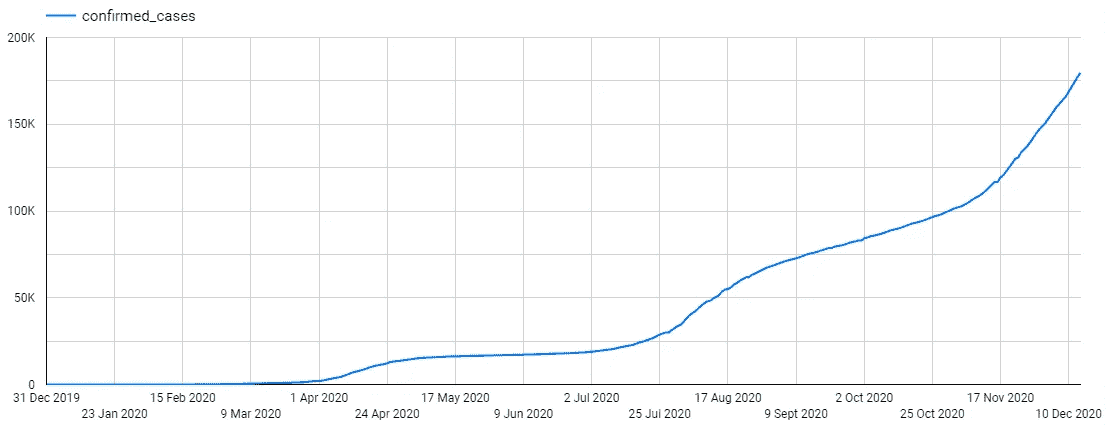 confirmed_cases
200K
150K
100K
50K
0
31 Dec 2019 15 Feb 2020 1 Apr 2020 17 May 2020 2 Jul 2020 17 Aug 2020 2 Oct 2020 17 Nov 2020
23 Jan 2020 9 Mar 2020 24 Apr 2020 9 Jun 2020 25 Jul 2020 9 Sept 2020 25 Oct 2020 10 Dec 2020